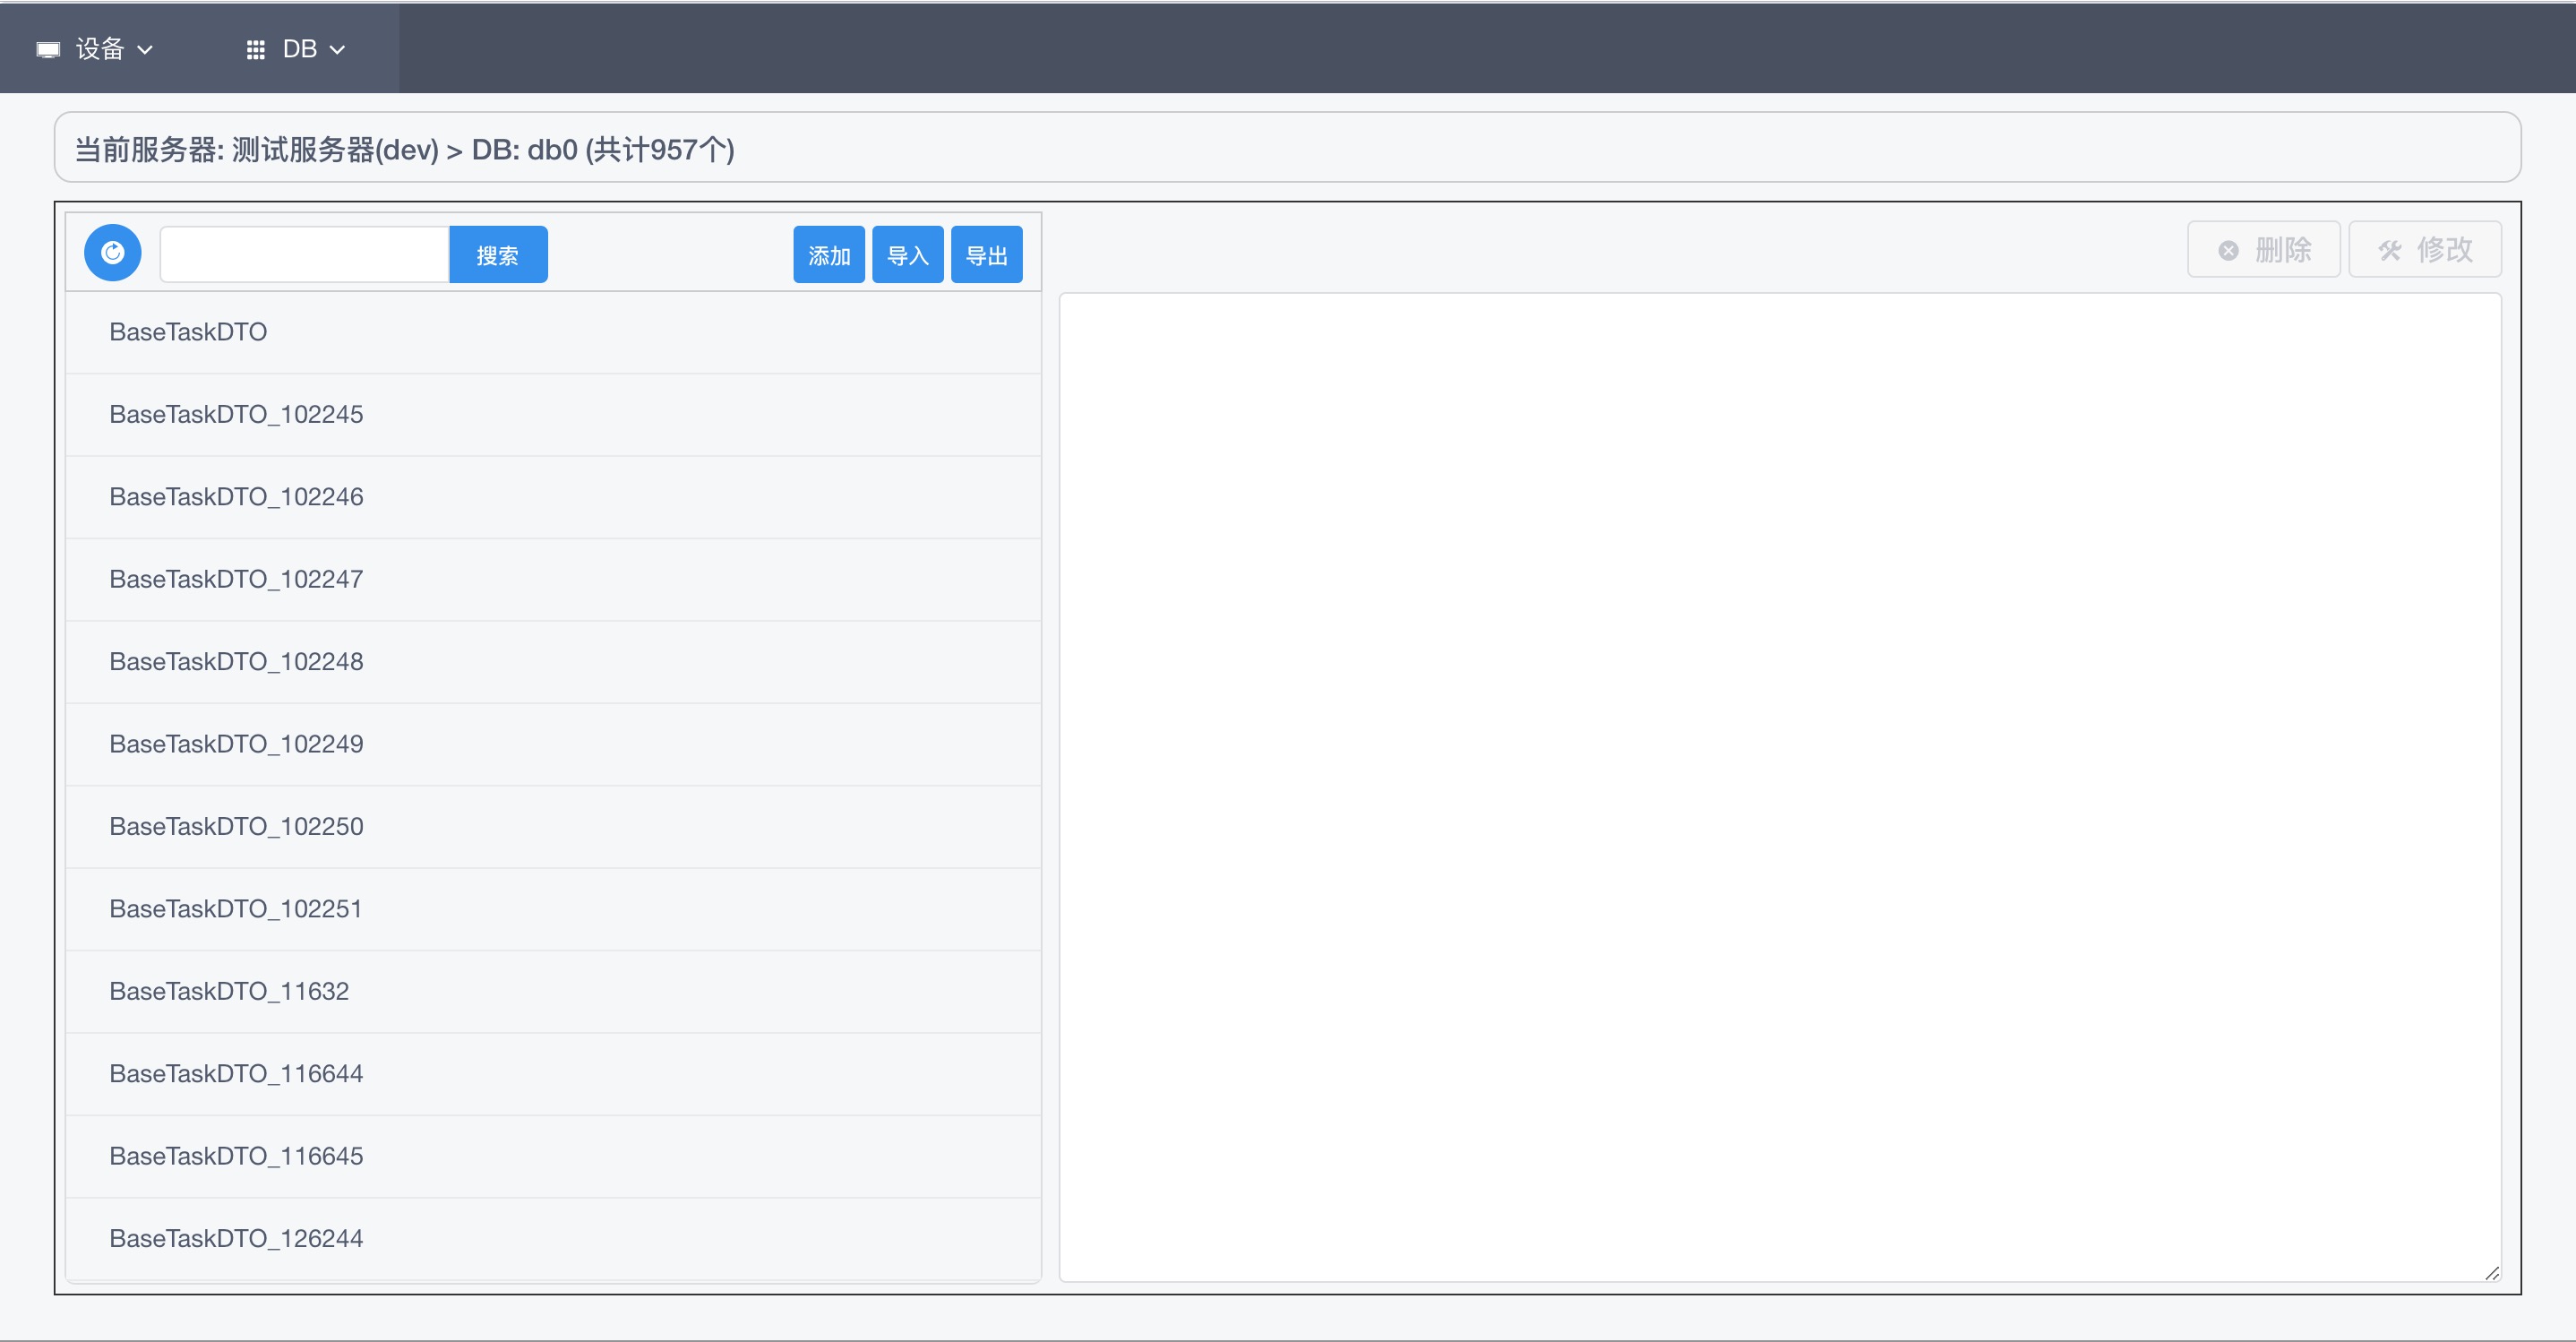 设备 DB
当前服务器: 测试服务器(dev) > DB: db0 (共计957个)
搜索 添加 导入 导出 删除 修改
BaseTaskDTO
BaseTaskDTO_102245
BaseTaskDTO_102246
BaseTaskDTO_102247
BaseTaskDTO_102248
BaseTaskDTO_102249
BaseTaskDTO_102250
BaseTaskDTO_102251
BaseTaskDTO_11632
BaseTaskDTO_116644
BaseTaskDTO_116645
BaseTaskDTO_126244